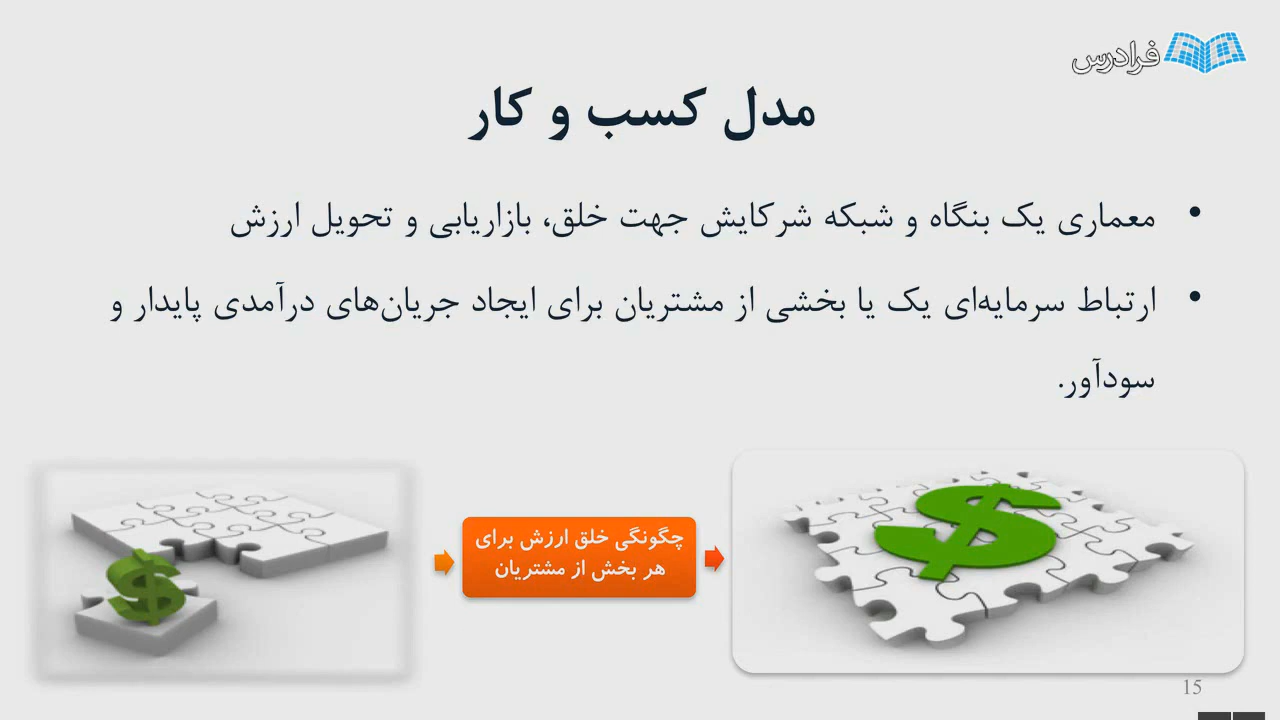 فرادرس
مدل کسب و کار
• معماری یک بنگاه و شبکه شرکایش جهت خلق، بازاریابی و تحویل ارزش
• ارتباط سرمایه‌ای یک یا بخشی از مشتریان برای ایجاد جریان‌های درآمدی پایدار و
سودآور.
چگونگی خلق ارزش برای
هر بخش از مشتریان
$
$
15